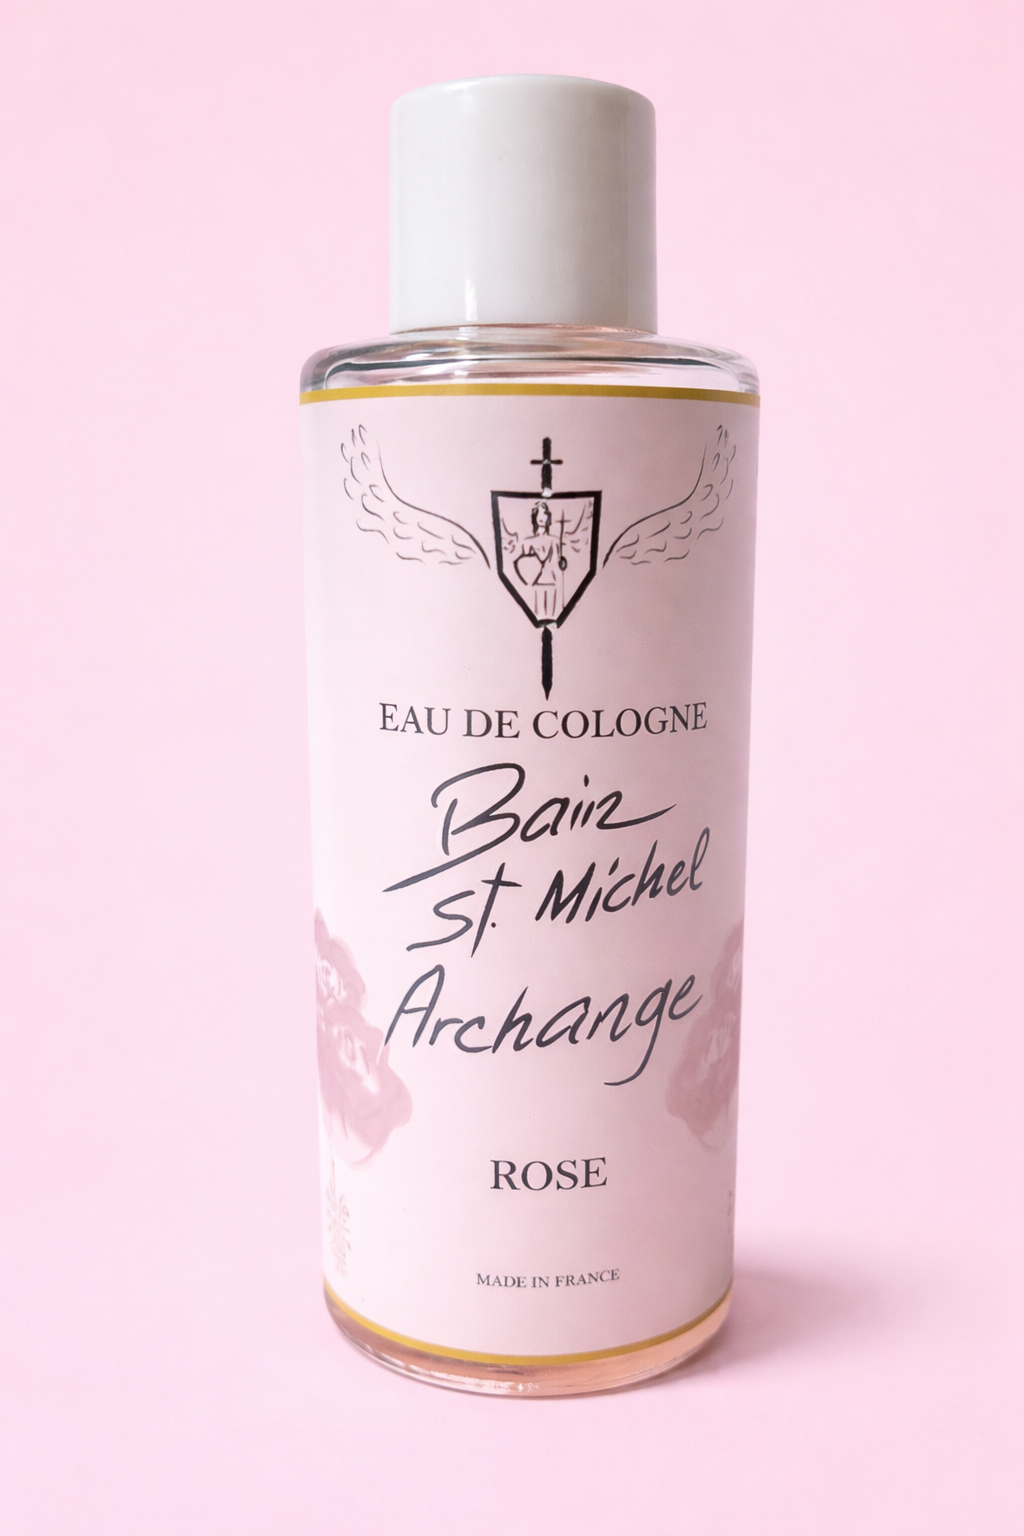 EAU DE COLOGNE
Bain
St. Michel
Archange
ROSE
MADE IN FRANCE